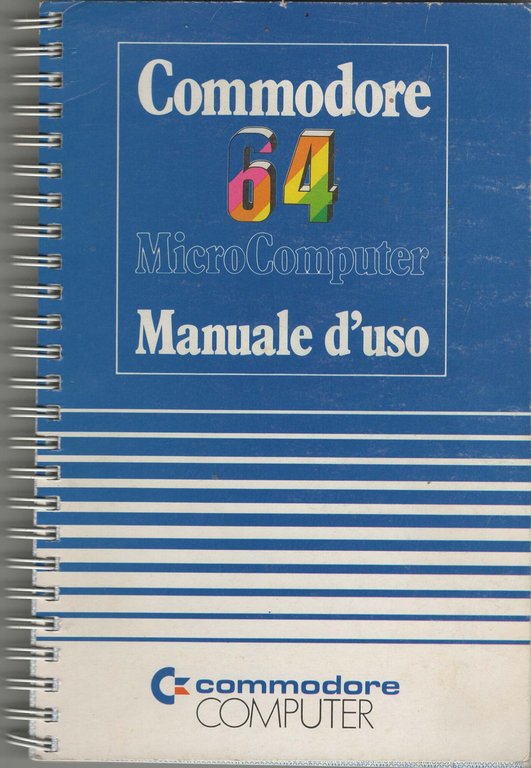 Commodore
64
MicroComputer
Manuale d'uso
commodore
COMPUTER